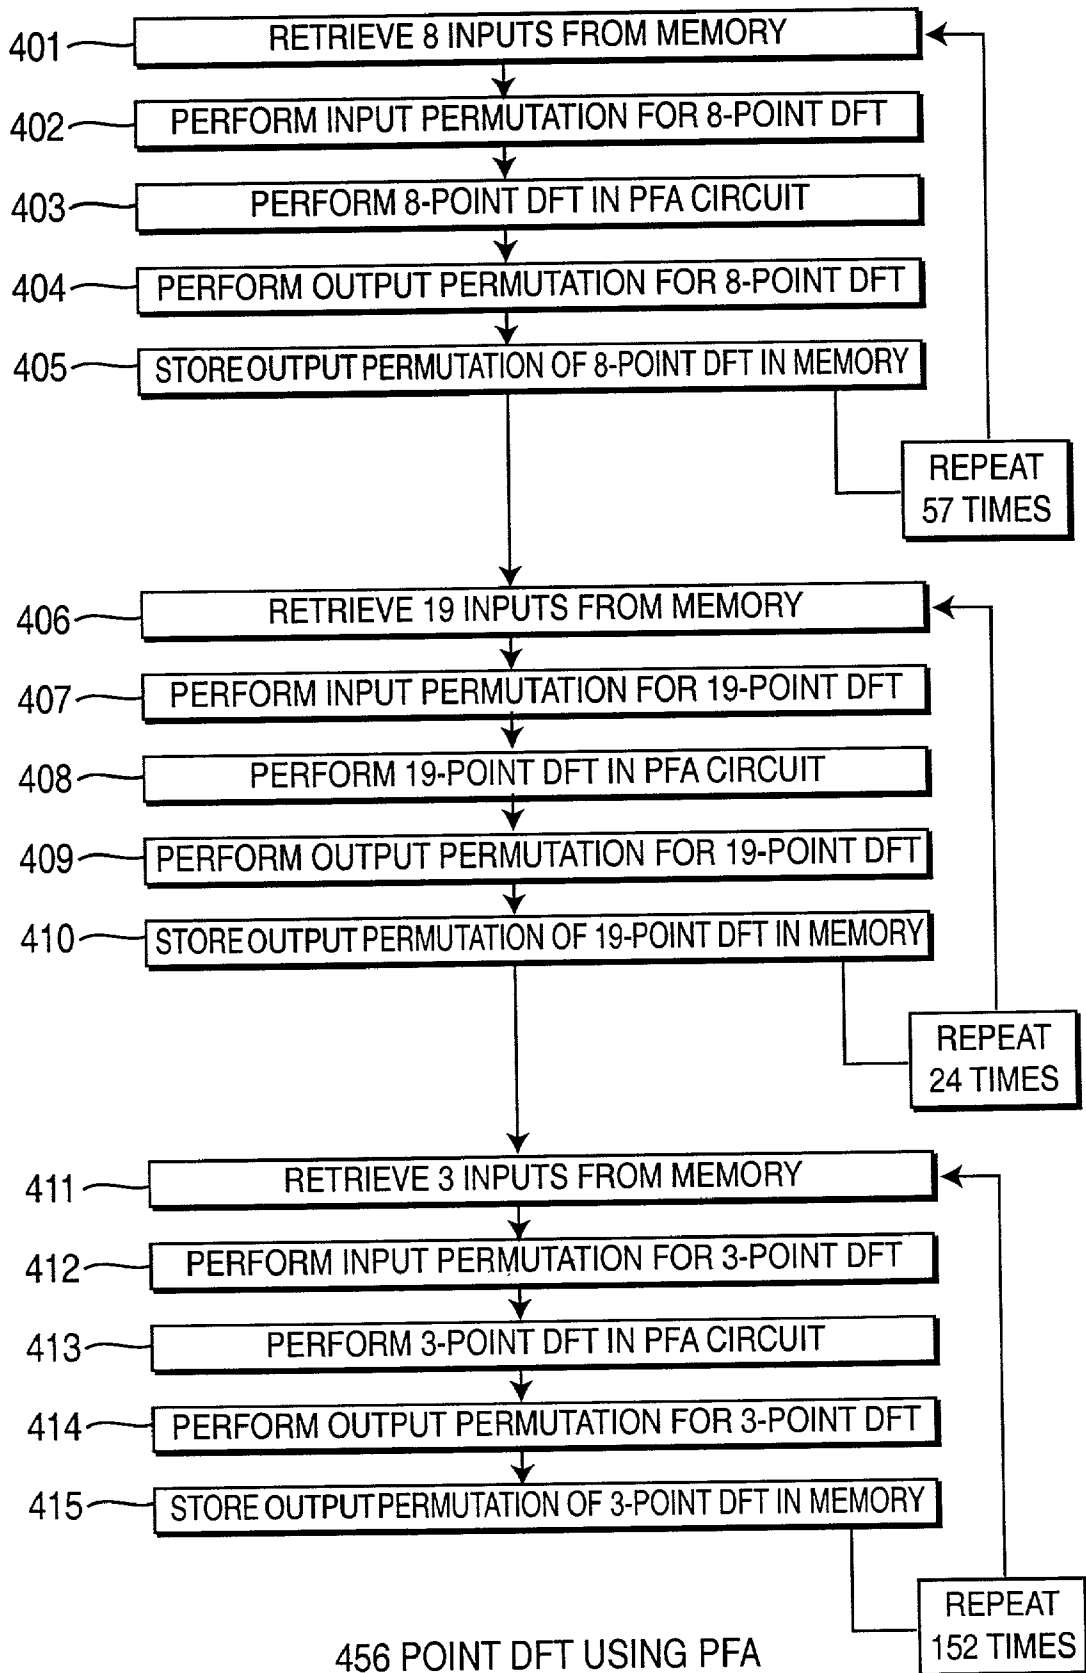 401 RETRIEVE 8 INPUTS FROM MEMORY
402 PERFORM INPUT PERMUTATION FOR 8-POINT DFT
403 PERFORM 8-POINT DFT IN PFA CIRCUIT
404 PERFORM OUTPUT PERMUTATION FOR 8-POINT DFT
405 STORE OUTPUT PERMUTATION OF 8-POINT DFT IN MEMORY
REPEAT
57 TIMES
406 RETRIEVE 19 INPUTS FROM MEMORY
407 PERFORM INPUT PERMUTATION FOR 19-POINT DFT
408 PERFORM 19-POINT DFT IN PFA CIRCUIT
409 PERFORM OUTPUT PERMUTATION FOR 19-POINT DFT
410 STORE OUTPUT PERMUTATION OF 19-POINT DFT IN MEMORY
REPEAT
24 TIMES
411 RETRIEVE 3 INPUTS FROM MEMORY
412 PERFORM INPUT PERMUTATION FOR 3-POINT DFT
413 PERFORM 3-POINT DFT IN PFA CIRCUIT
414 PERFORM OUTPUT PERMUTATION FOR 3-POINT DFT
415 STORE OUTPUT PERMUTATION OF 3-POINT DFT IN MEMORY
REPEAT
152 TIMES
456 POINT DFT USING PFA